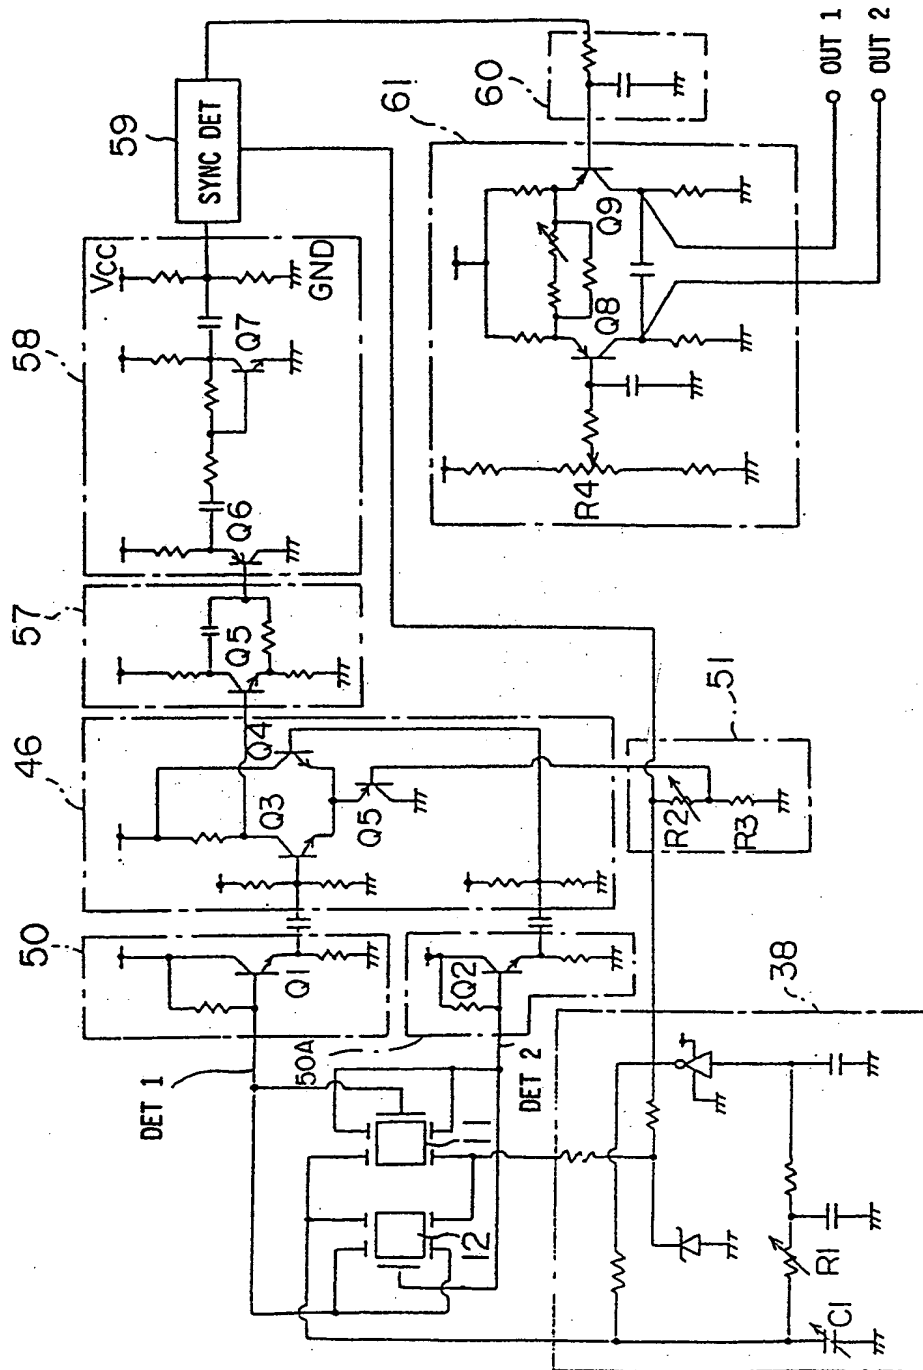 59
SYNC DET
58
VCC
GND
Q7
Q6
57
Q5
46
Q4
Q3
Q5
50
Q1
DET 1
50A
Q2
DET 2
11
12
60
61
Q9
Q8
R4
OUT 1
OUT 2
51
R2
R3
38
R1
C1